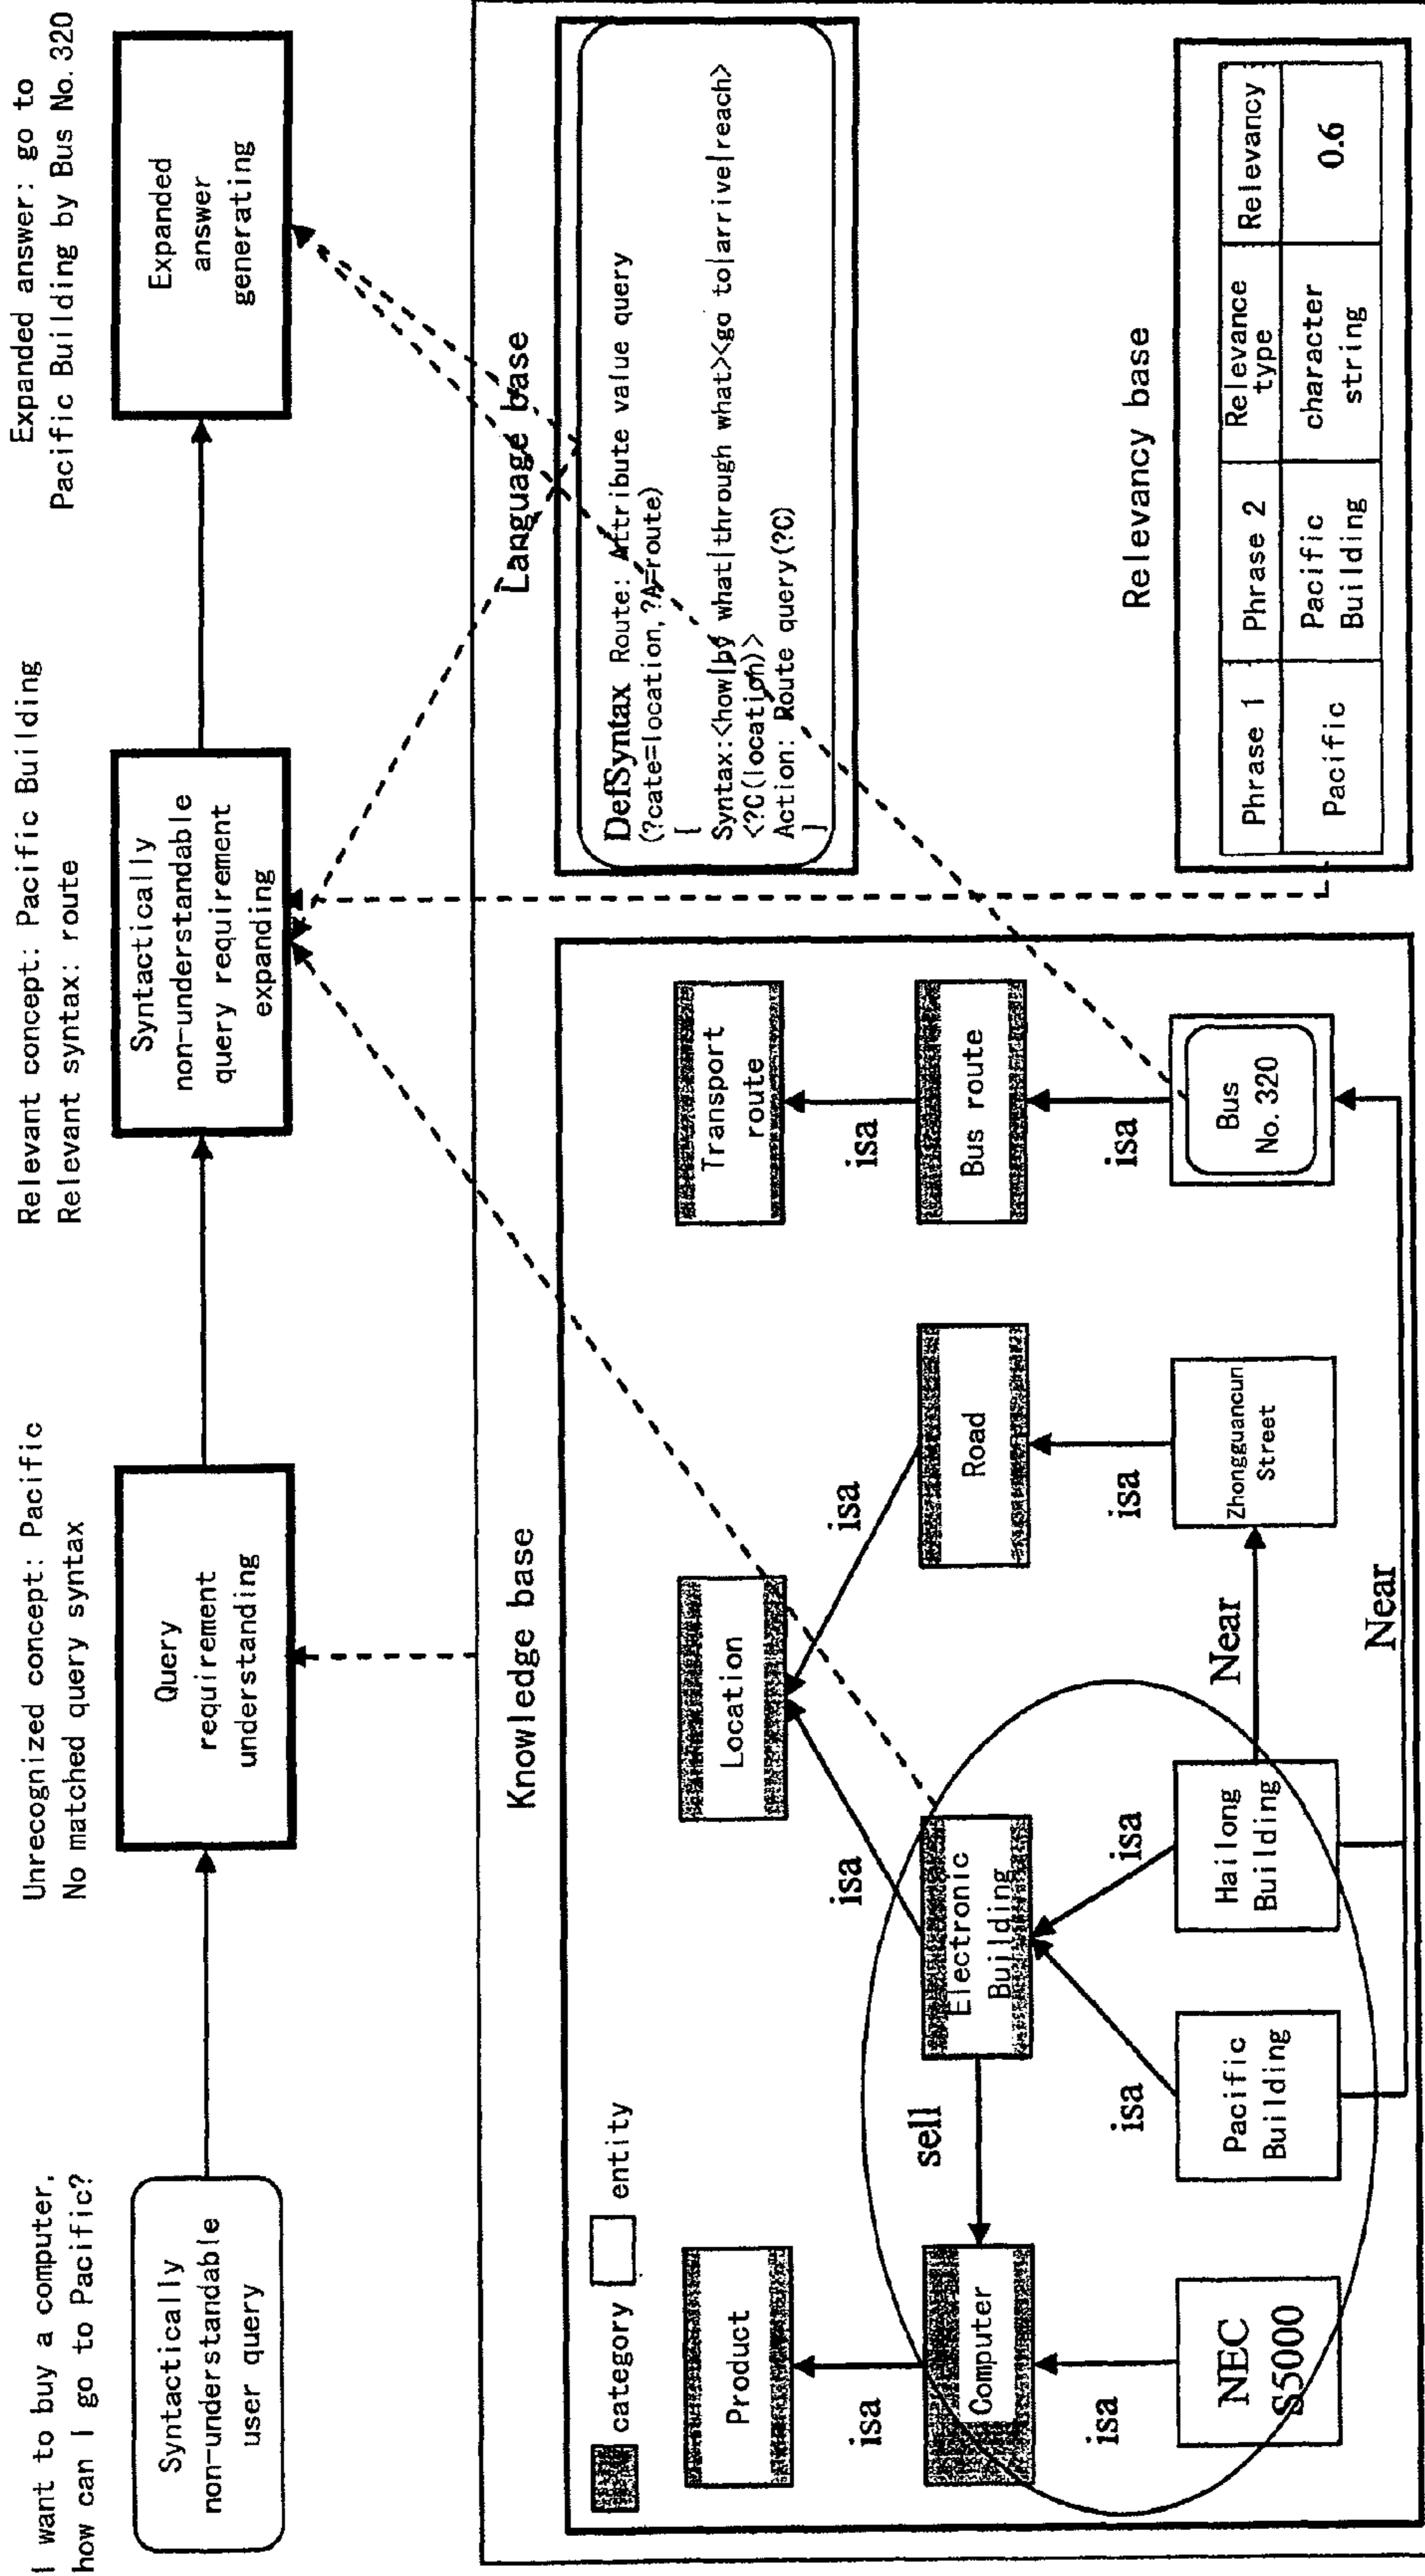 I want to buy a computer,
how can I go to Pacific?
Unrecognized concept: Pacific
No matched query syntax
Relevant concept: Pacific Building
Relevant syntax: route
Expanded answer: go to
Pacific Building by Bus No.320
Syntactically
non-understandable
user query
Query
requirement
understanding
Syntactically
non-understandable
query requirement
expanding
Expanded
answer
generating
Knowledge base
category
entity
Product
Location
Transport
route
isa
isa
isa
isa
sell
Computer
Electronic
Building
Road
Bus route
isa
isa
isa
isa
isa
Near
NEC
S5000
Pacific
Building
Hailong
Building
Zhongguancun
Street
Bus
No.320
Near
Language base
DefSyntax Route: Attribute value query
(?cate=location,?A=route)
[
Syntax:<how|by what|through what><go to|arrive|reach>
<?C(location)>
Action: Route query(?C)
]
Relevancy base
Phrase 1
Phrase 2
Relevance
type
Relevancy
Pacific
Pacific
Building
character
string
0.6